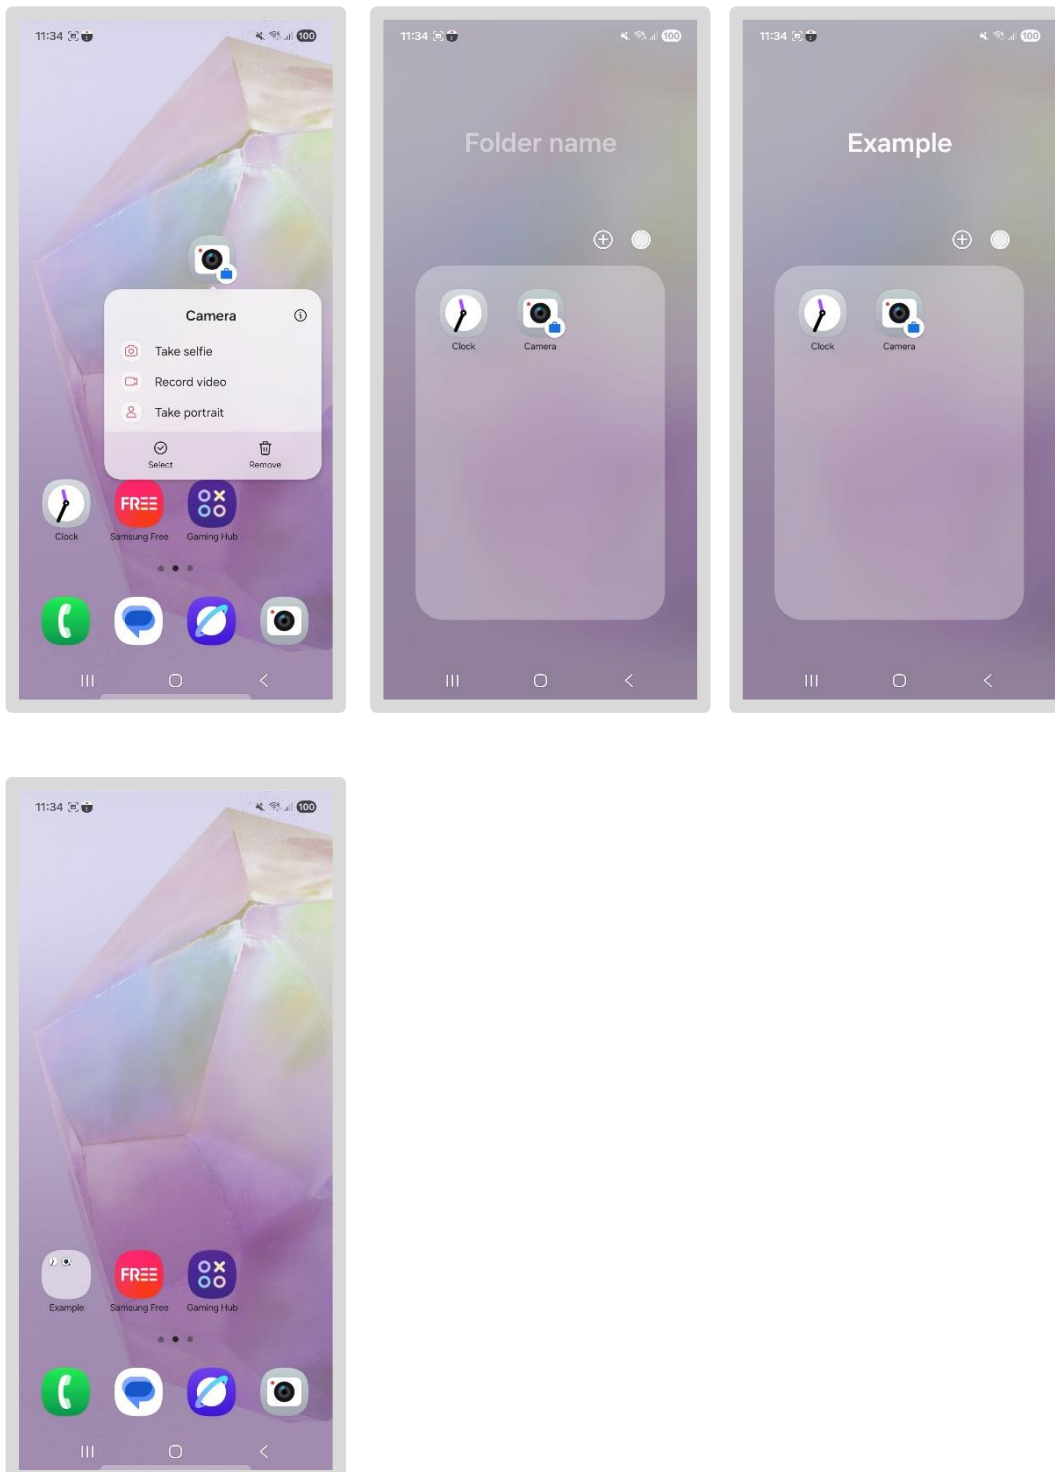 11:34
100
Camera
Take selfie
Record video
Take portrait
Select
Remove
FREE
Clock
Samsung Free
Gaming Hub
11:34
100
Folder name
Clock
Camera
11:34
100
Example
Clock
Camera
11:34
100
FREE
Example
Samsung Free
Gaming Hub